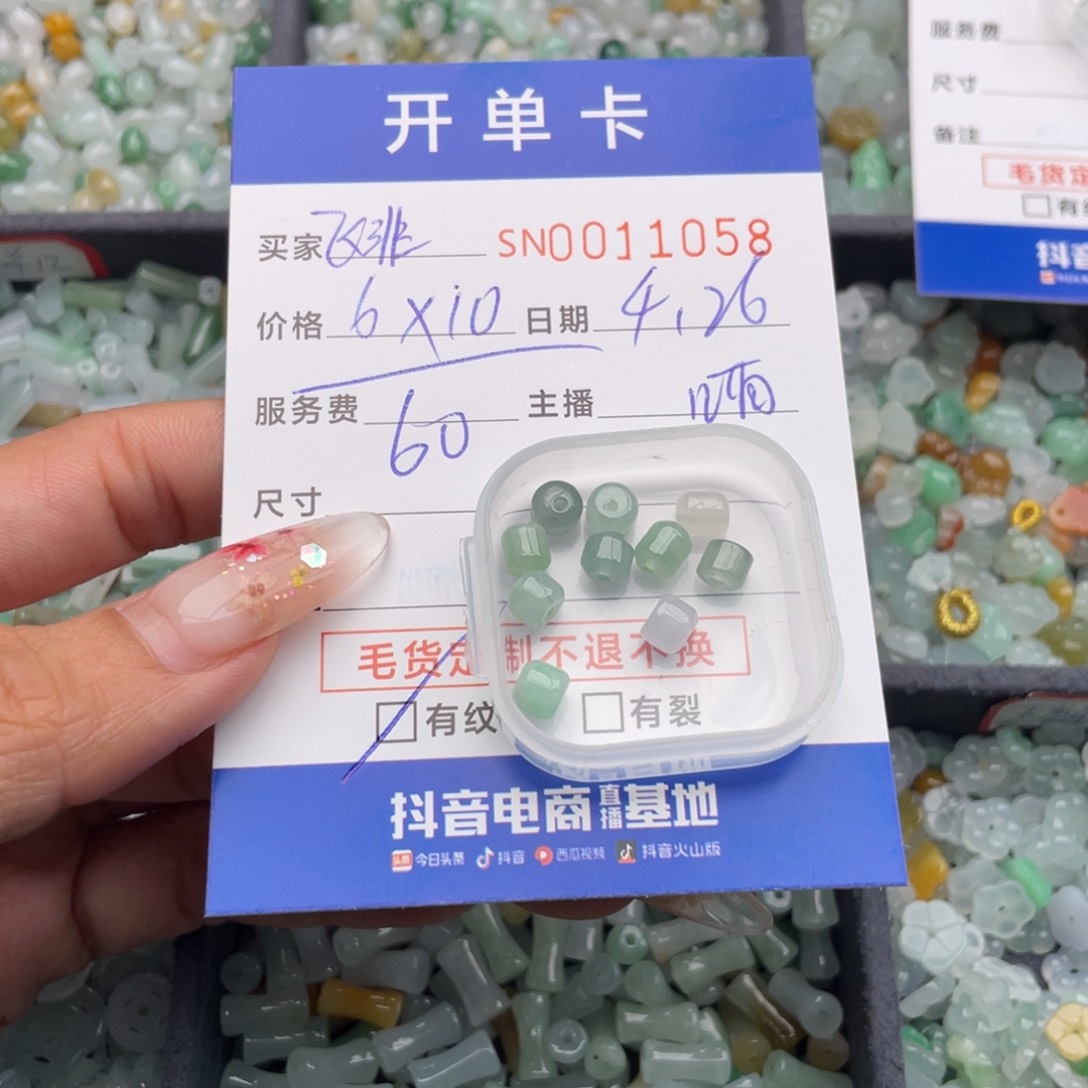 开单卡
买家 SN0011058
价格 6×10 日期 4.26
服务费 60 主播
尺寸
毛货定制不退不换
有纹 有裂
抖音电商直播基地
今日头条 抖音 西瓜视频 抖音火山版
服务费
尺寸
备注
毛货定
有纹
抖音